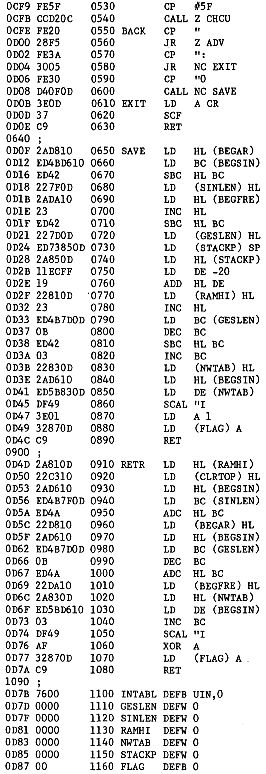 0CF9 FE5F 0530 CP #5F
0CFB CCD20C 0540 CALL Z CHCU
0CFE FE20 0550 BACK CP "
0D00 28F5 0560 JR Z ADV
0D02 FE3A 0570 CP ":
0D04 3005 0580 JR NC EXIT
0D06 FE30 0590 CP "0
0D08 D40F0D 0600 CALL NC SAVE
0D0B 3E0D 0610 EXIT LD A CR
0D0D 37 0620 SCF
0D0E C9 0630 RET
0640 ;
0D0F 2AD810 0650 SAVE LD HL (BEGAR)
0D12 ED4BD610 0660 LD BC (BEGSIN)
0D16 ED42 0670 SBC HL BC
0D18 227F0D 0680 LD (SINLEN) HL
0D1B 2ADA10 0690 LD HL (BEGFRE)
0D1E 23 0700 INC HL
0D1F ED42 0710 SBC HL BC
0D21 227D0D 0720 LD (GESLEN) HL
0D24 ED73850D 0730 LD (STACKP) SP
0D28 2A850D 0740 LD HL (STACKP)
0D2B 11ECFF 0750 LD DE -20
0D2E 19 0760 ADD HL DE
0D2F 22810D 0770 LD (RAMHI) HL
0D32 23 0780 INC HL
0D33 ED4B7D0D 0790 LD BC (GESLEN)
0D37 0B 0800 DEC BC
0D38 ED42 0810 SBC HL BC
0D3A 03 0820 INC BC
0D3B 22830D 0830 LD (NWTAB) HL
0D3E 2AD610 0840 LD HL (BEGSIN)
0D41 ED5B830D 0850 LD DE (NWTAB)
0D45 DF49 0860 SCAL "I
0D47 3E01 0870 LD A 1
0D49 32870D 0880 LD (FLAG) A
0D4C C9 0890 RET
0900 ;
0D4D 2A810D 0910 RETR LD HL (RAMHI)
0D50 22C310 0920 LD (CLRTOP) HL
0D53 2AD610 0930 LD HL (BEGSIN)
0D56 ED4B7F0D 0940 LD BC (SINLEN)
0D5A ED4A 0950 ADC HL BC
0D5C 22D810 0960 LD (BEGAR) HL
0D5F 2AD610 0970 LD HL (BEGSIN)
0D62 ED4B7D0D 0980 LD BC (GESLEN)
0D66 0B 0990 DEC BC
0D67 ED4A 1000 ADC HL BC
0D69 22DA10 1010 LD (BEGFRE) HL
0D6C 2A830D 1020 LD HL (NWTAB)
0D6F ED5BD610 1030 LD DE (BEGSIN)
0D73 03 1040 INC BC
0D74 DF49 1050 SCAL "I
0D76 AF 1060 XOR A
0D77 32870D 1070 LD (FLAG) A
0D7A C9 1080 RET
1090 ;
0D7B 7600 1100 INTABL DEFB UIN,0
0D7D 0000 1110 GESLEN DEFW 0
0D7F 0000 1120 SINLEN DEFW 0
0D81 0000 1130 RAMHI DEFW 0
0D83 0000 1140 NWTAB DEFW 0
0D85 0000 1150 STACKP DEFW 0
0D87 00 1160 FLAG DEFB 0